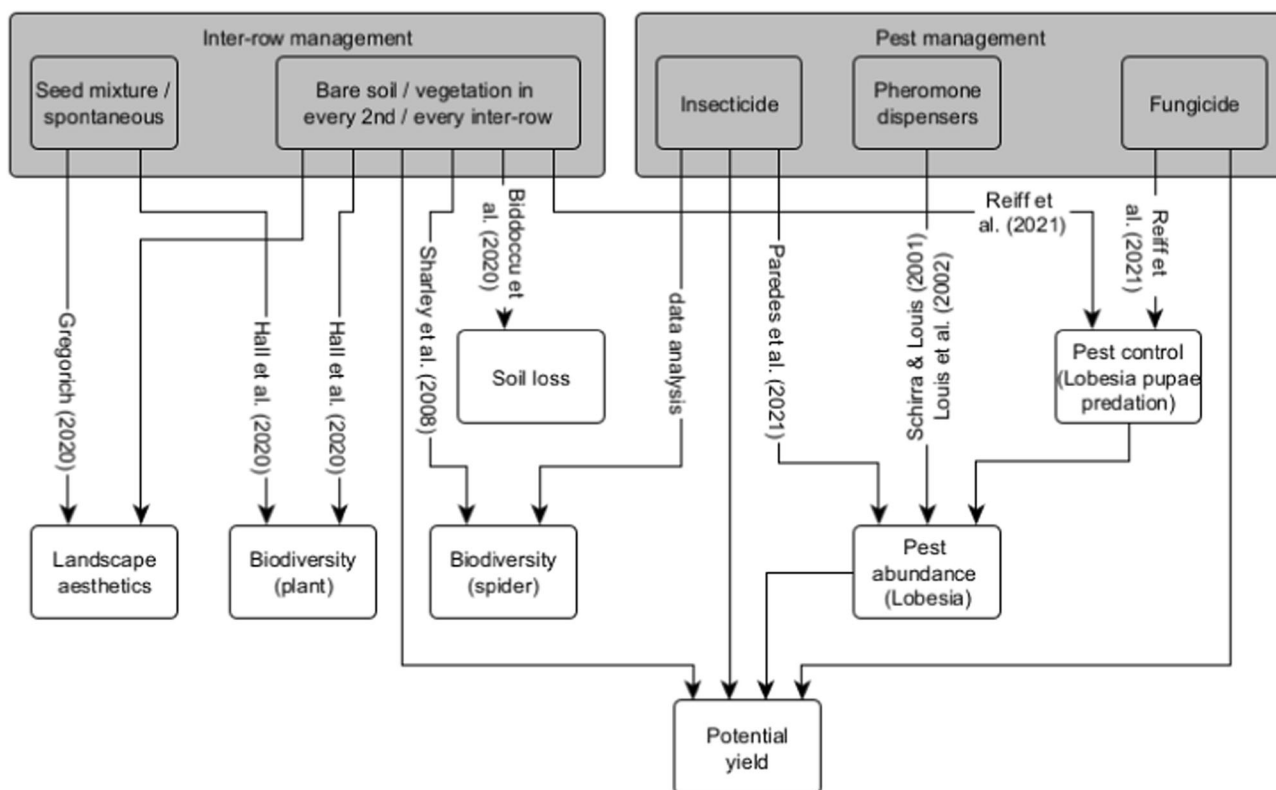 Inter-row management
Pest management
Seed mixture /
spontaneous
Bare soil / vegetation in
every 2nd / every inter-row
Insecticide
Pheromone
dispensers
Fungicide
Gregorich (2020)
Hall et al. (2020)
Hall et al. (2020)
Sharley et al. (2008)
Biddoccu et
al. (2020)
data analysis
Paredes et al. (2021)
Schirra & Louis (2001)
Louis et al. (2002)
Reiff et
al. (2021)
Reiff et
al. (2021)
Soil loss
Pest control
(Lobesia pupae
predation)
Landscape
aesthetics
Biodiversity
(plant)
Biodiversity
(spider)
Pest
abundance
(Lobesia)
Potential
yield